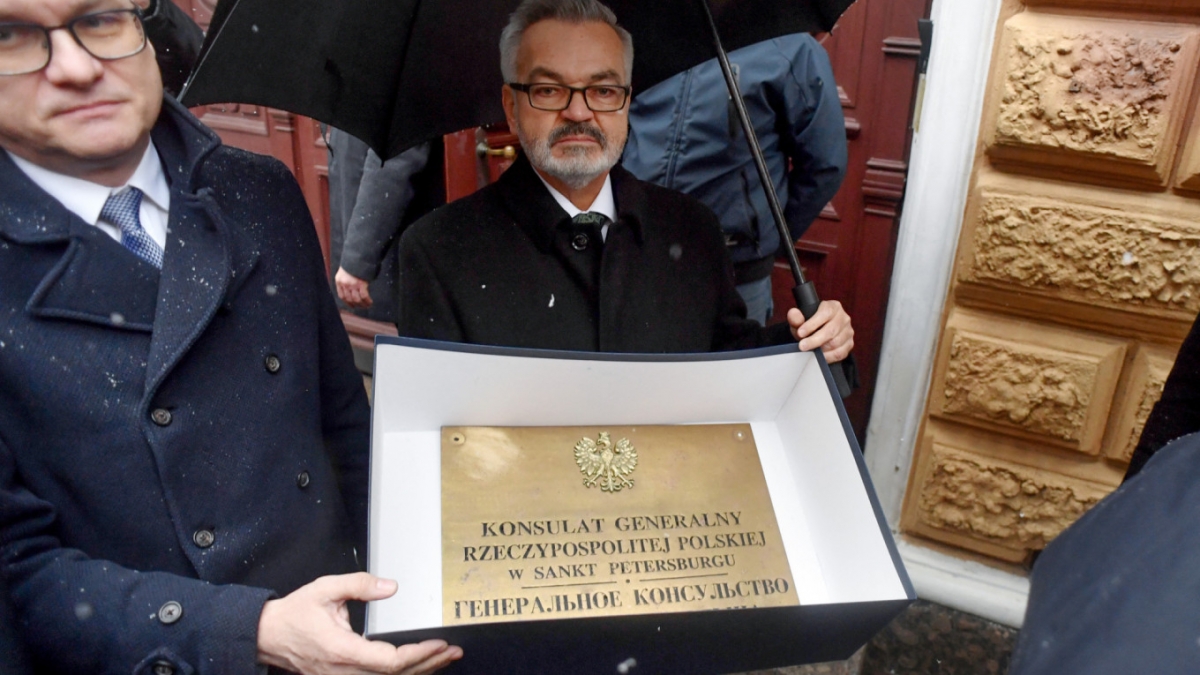 KONSULAT GENERALNY
RZECZYPOSPOLITEJ POLSKIEJ
W SANKT PETERSBURGU
ГЕНЕРАЛЬНОЕ КОНСУЛЬСТВО